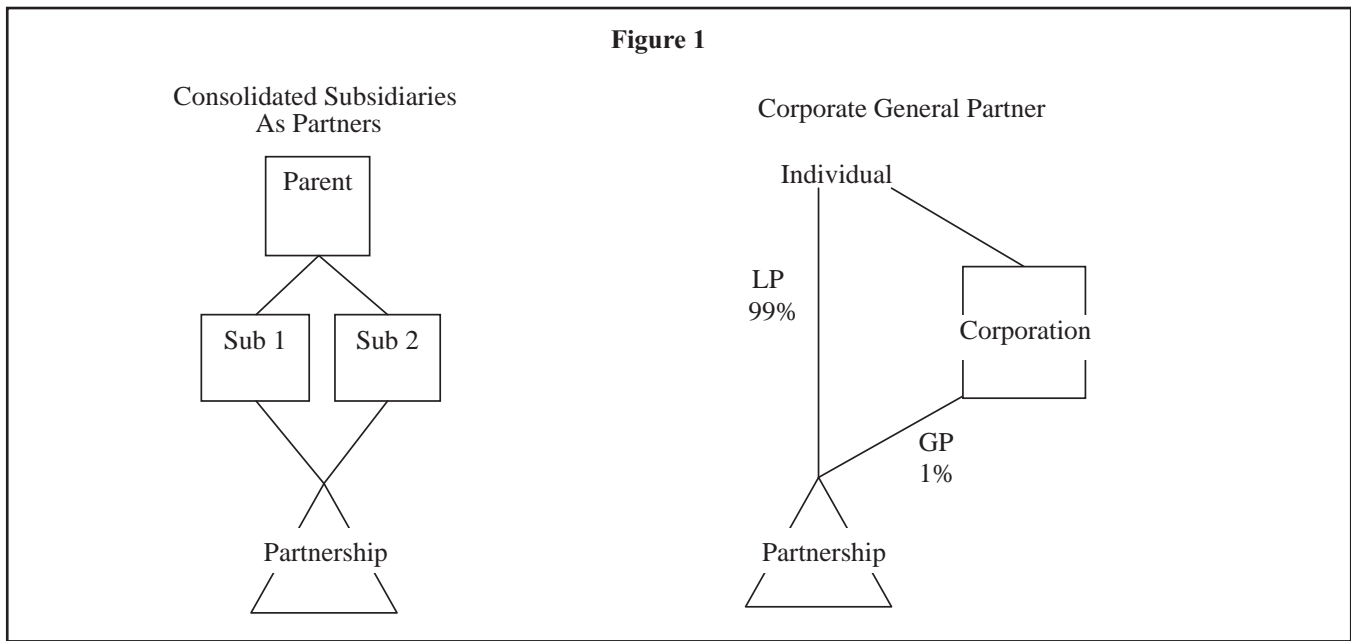 Figure 1
Consolidated Subsidiaries
As Partners
Parent
Sub 1
Sub 2
Partnership
Corporate General Partner
Individual
LP
99%
Corporation
GP
1%
Partnership